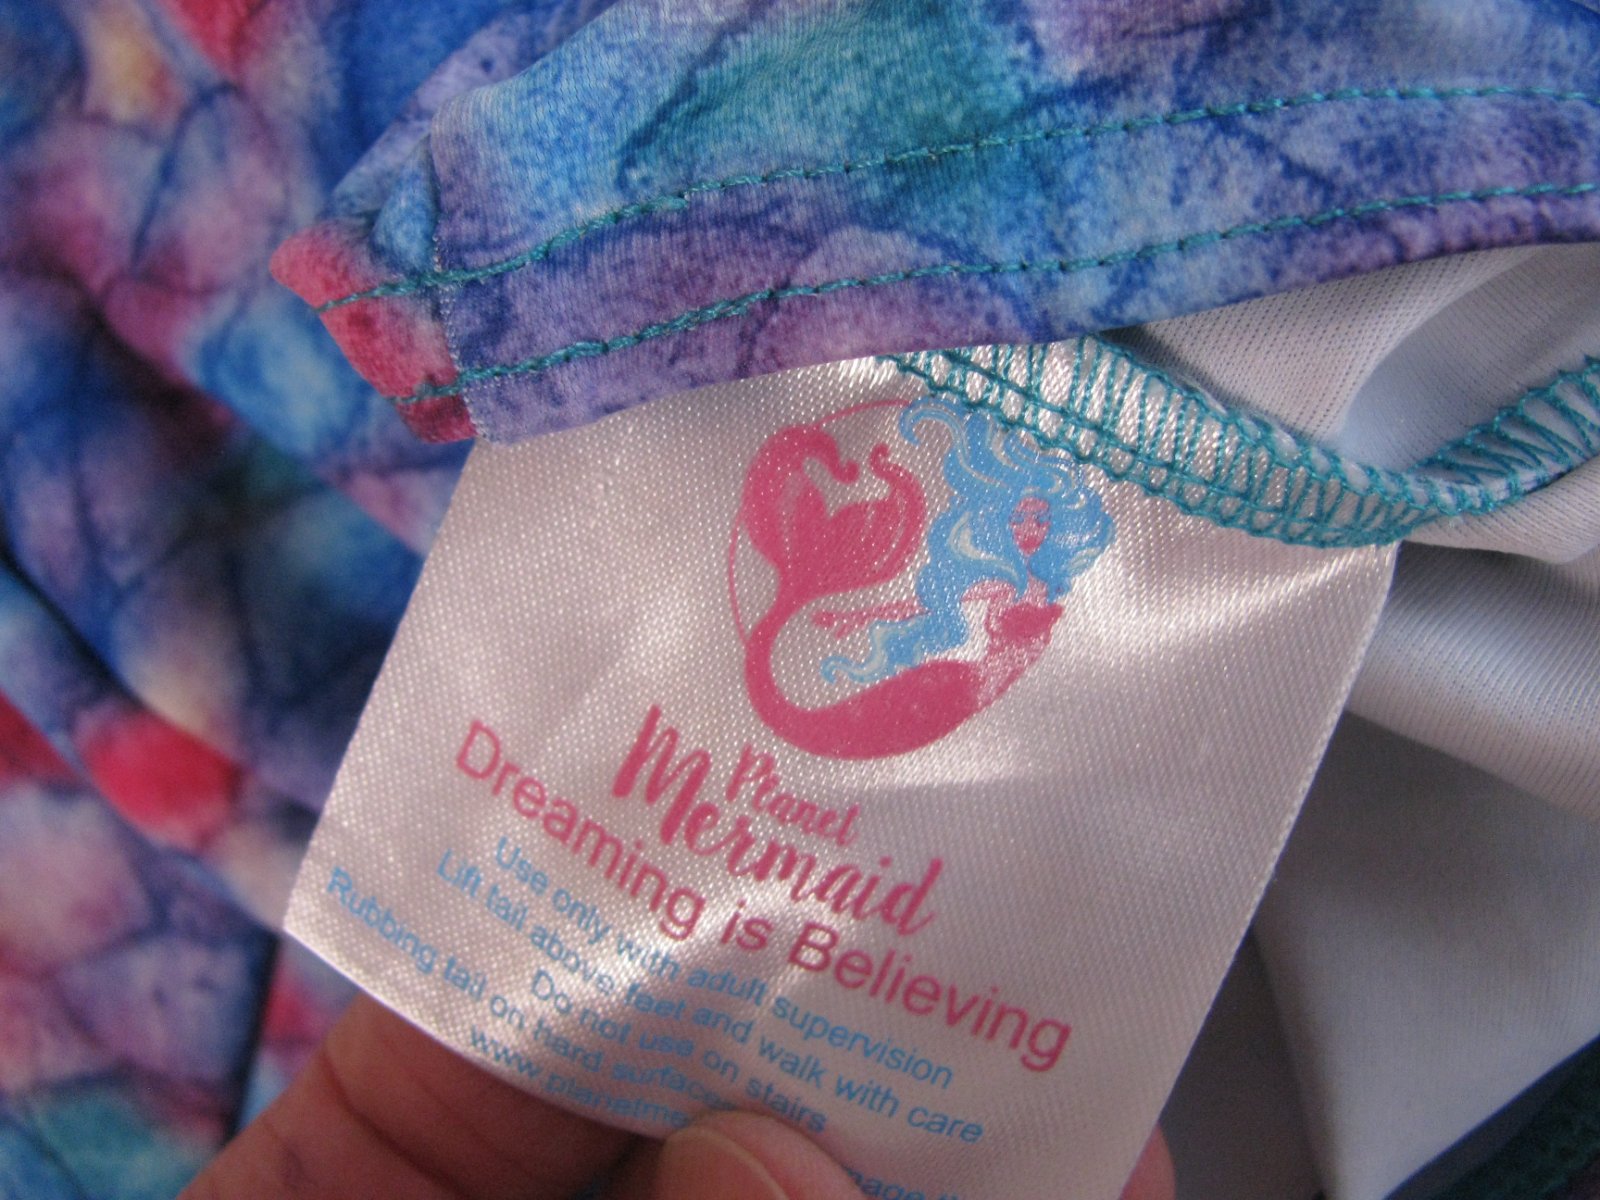 Planet
Mermaid
Dreaming is Believing
Use only with adult supervision
Lift tail above feet and walk with care
Do not use on stairs
Rubbing tail on hard surfaces
www.planetme